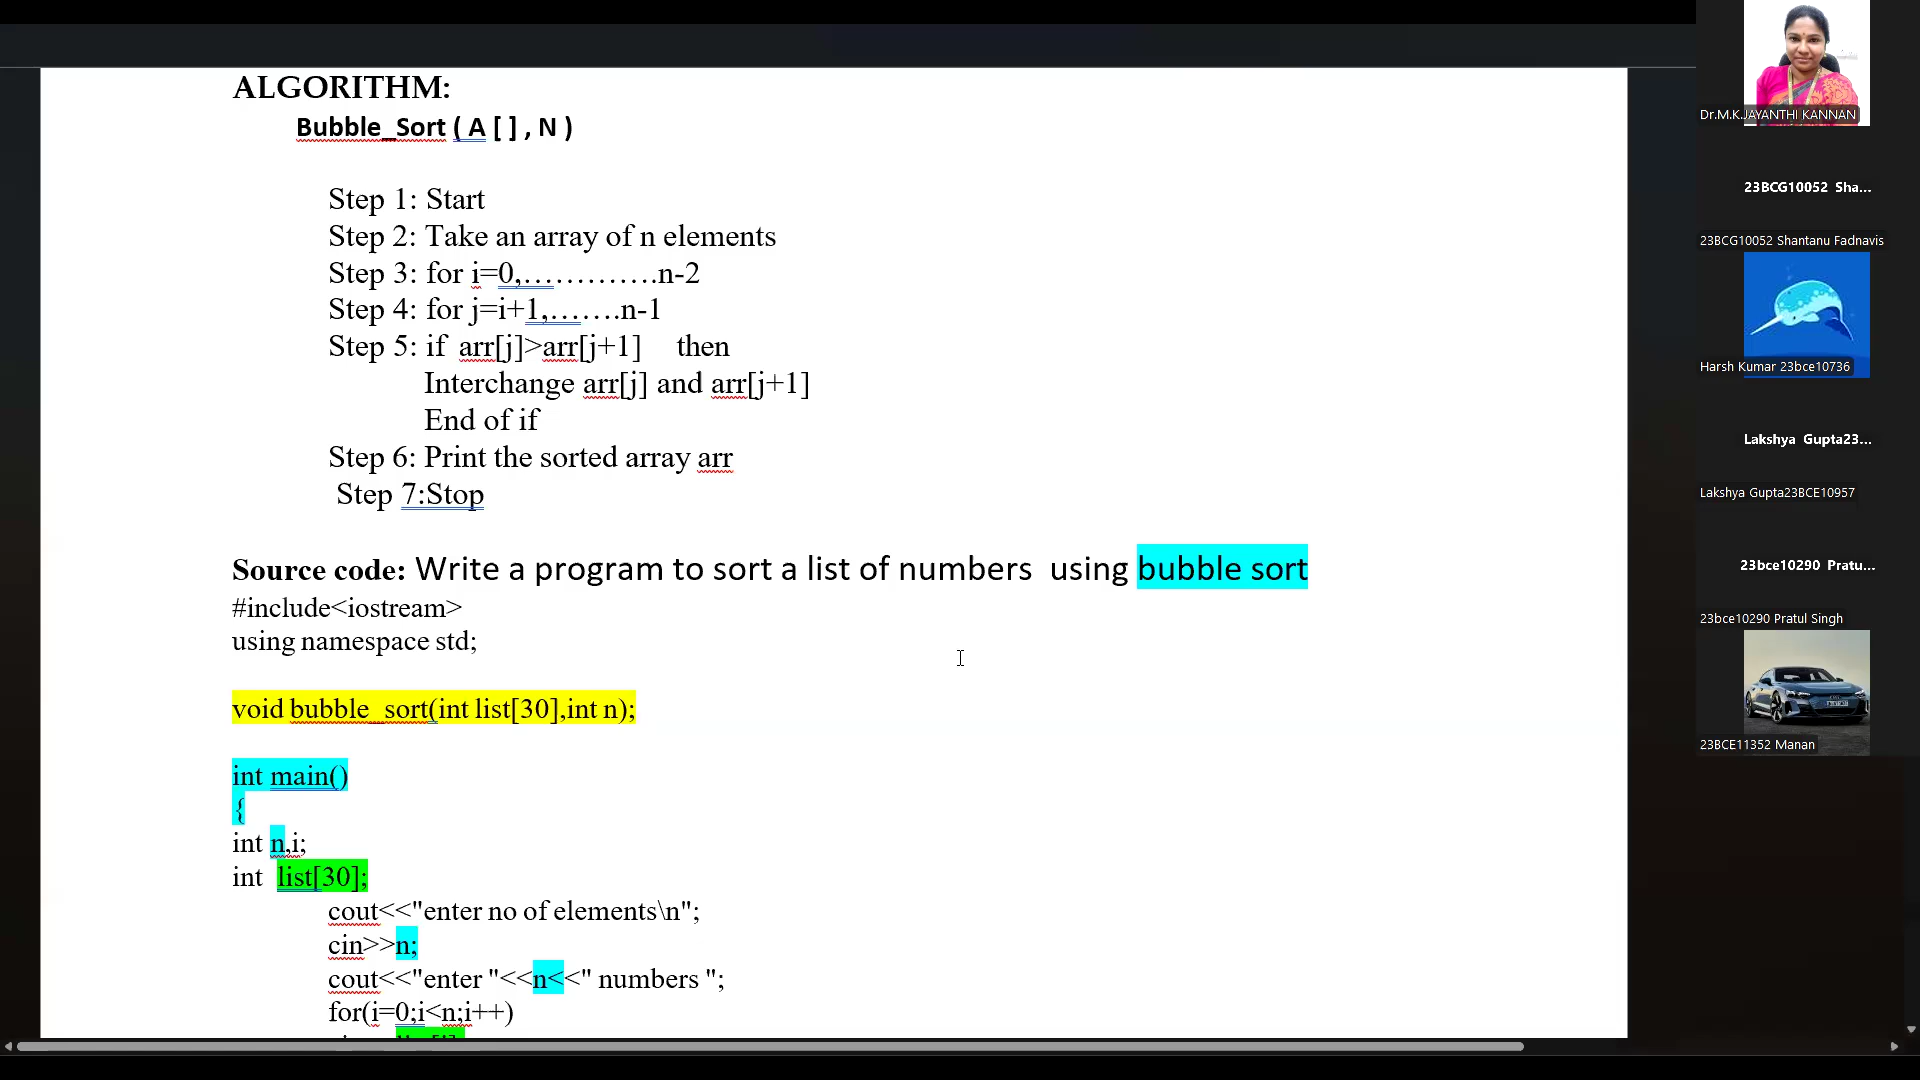 ALGORITHM:
Bubble_Sort ( A [ ] , N )
Step 1: Start
Step 2: Take an array of n elements
Step 3: for i=0,………….n-2
Step 4: for j=i+1,…….n-1
Step 5: if arr[j]>arr[j+1] then
Interchange arr[j] and arr[j+1]
End of if
Step 6: Print the sorted array arr
Step 7:Stop
Source code: Write a program to sort a list of numbers using bubble sort
#include<iostream>
using namespace std;
void bubble_sort(int list[30],int n);
int main()
{
int n,i;
int list[30];
cout<<"enter no of elements\n";
cin>>n;
cout<<"enter "<<n<<" numbers ";
for(i=0;i<n;i++)
Dr.M.K.JAYANTHI KANNAN
23BCG10052 Sha...
23BCG10052 Shantanu Fadnavis
Harsh Kumar 23bce10736
Lakshya Gupta23...
Lakshya Gupta23BCE10957
23bce10290 Pratu...
23bce10290 Pratul Singh
23BCE11352 Manan